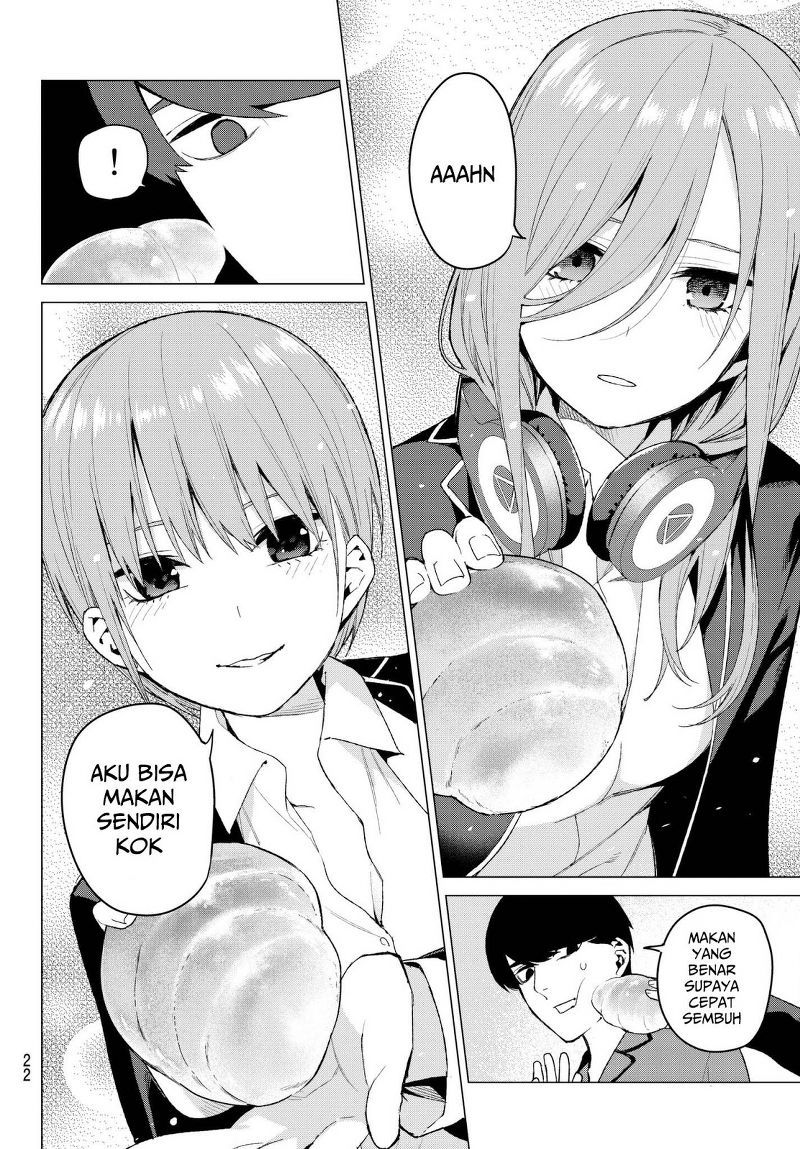 AAAHN
!
MAKAN
YANG
BENAR
SUPAYA
CEPAT
SEMBUH
AKU BISA
MAKAN
SENDIRI
KOK
22